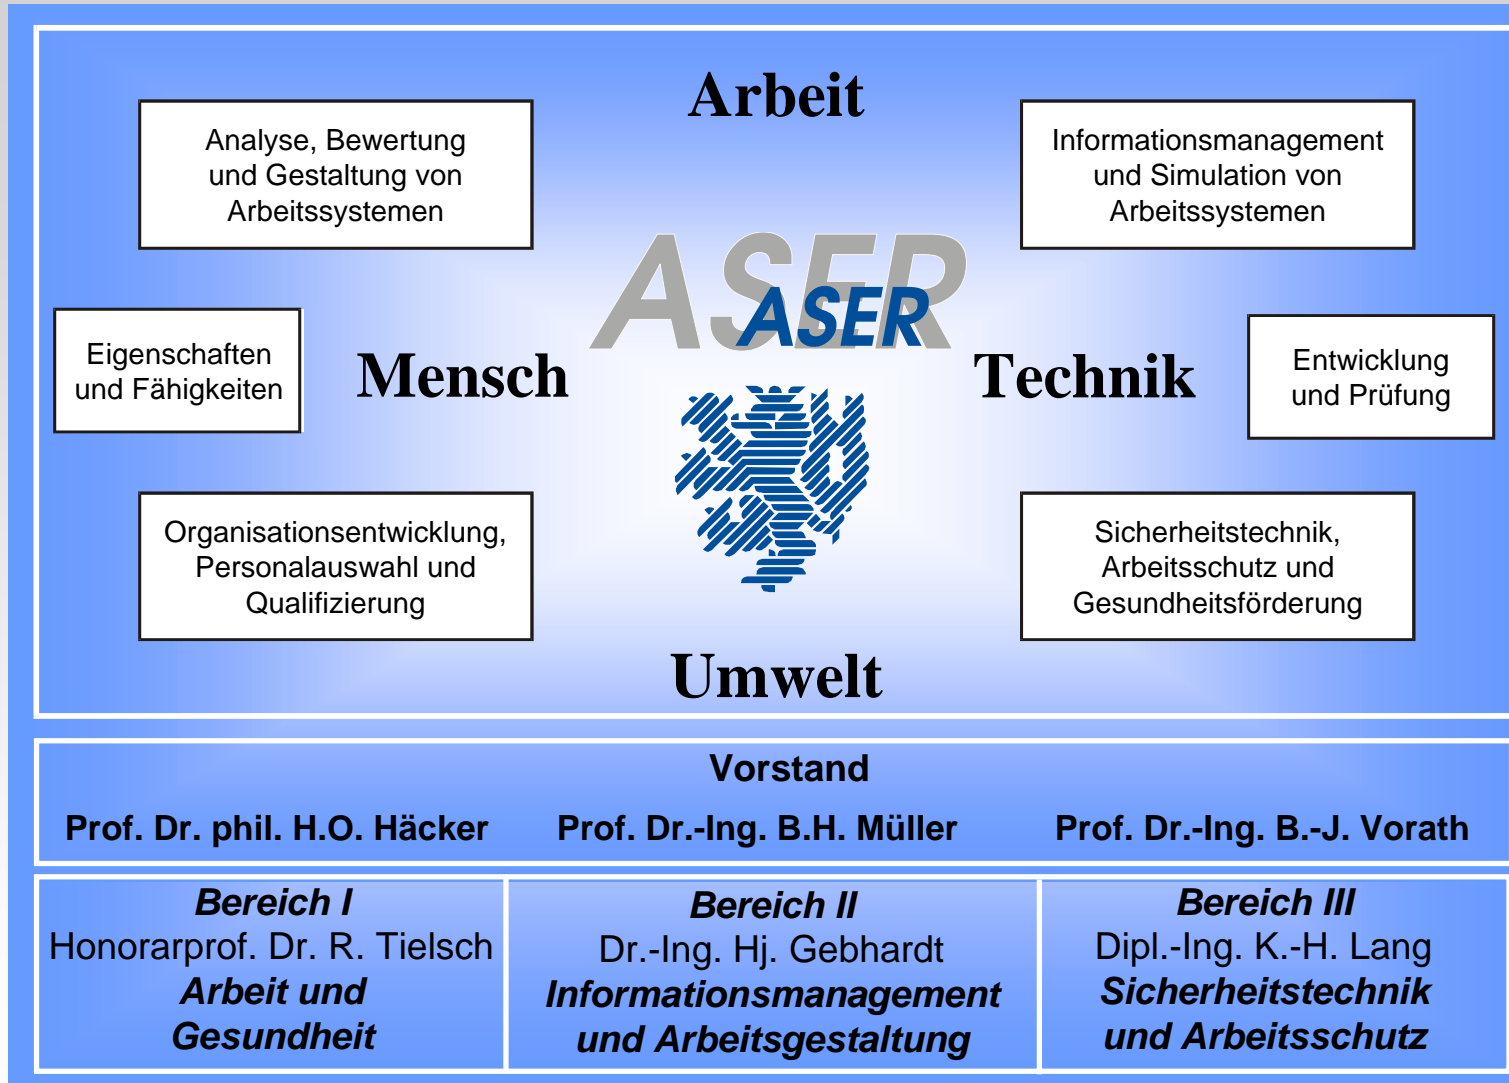 Arbeit
Analyse, Bewertung
und Gestaltung von
Arbeitssystemen
Informationsmanagement
und Simulation von
Arbeitssystemen
ASER
ASER
Eigenschaften
und Fähigkeiten
Mensch
Technik
Entwicklung
und Prüfung
Organisationsentwicklung,
Personalauswahl und
Qualifizierung
Sicherheitstechnik,
Arbeitsschutz und
Gesundheitsförderung
Umwelt
Vorstand
Prof. Dr. phil. H.O. Häcker
Prof. Dr.-Ing. B.H. Müller
Prof. Dr.-Ing. B.-J. Vorath
Bereich I
Honorarprof. Dr. R. Tielsch
Arbeit und
Gesundheit
Bereich II
Dr.-Ing. Hj. Gebhardt
Informationsmanagement
und Arbeitsgestaltung
Bereich III
Dipl.-Ing. K.-H. Lang
Sicherheitstechnik
und Arbeitsschutz